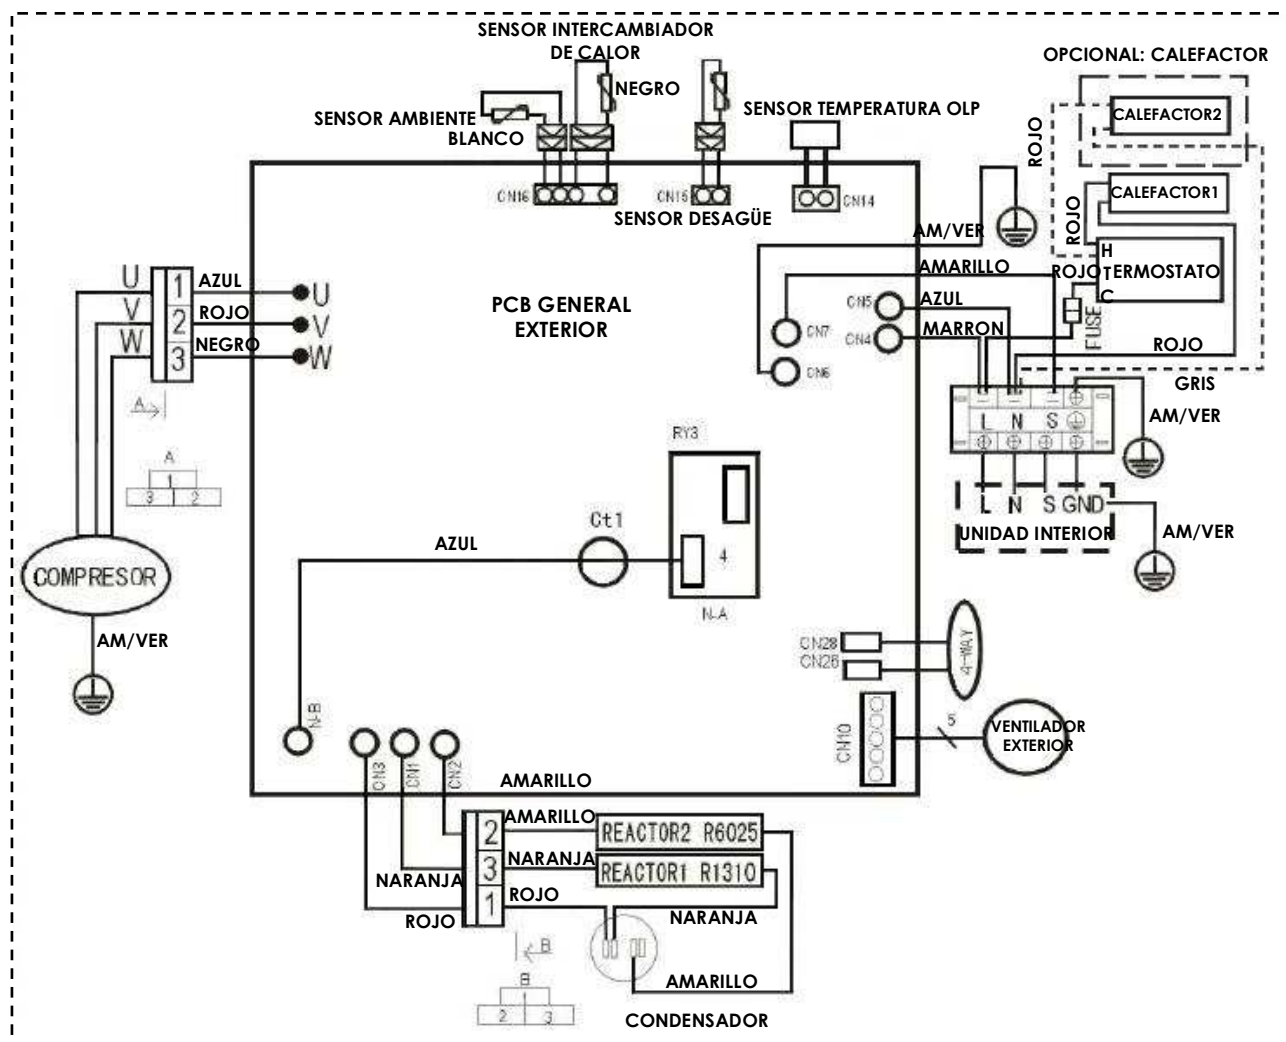 SENSOR INTERCAMBIADOR
DE CALOR
NEGRO
SENSOR AMBIENTE
BLANCO
SENSOR TEMPERATURA OLP
OPCIONAL: CALEFACTOR
CALEFACTOR2
ROJO
CALEFACTOR1
ROJO
CN16
CN15
CN14
SENSOR DESAGÜE
AM/VER
H
T
C
ROJO
TERMOSTATO
AMARILLO
FUSE
U
V
W
1
2
3
AZUL
ROJO
NEGRO
U
V
W
PCB GENERAL
EXTERIOR
CN5
AZUL
CN4
MARRON
CN7
CN6
ROJO
GRIS
AM/VER
L N S
A
A
1
3 2
RY3
4
N-A
Ct1
AZUL
L N S GND
UNIDAD INTERIOR
AM/VER
COMPRESOR
AM/VER
CN28
CN26
4-WAY
CN10
5
VENTILADOR
EXTERIOR
N-B
CN3
CN1
CN2
AMARILLO
2
3
1
AMARILLO
REACTOR2 R6025
NARANJA
NARANJA
REACTOR1 R1310
ROJO
ROJO
NARANJA
B
B
1
2 3
AMARILLO
CONDENSADOR